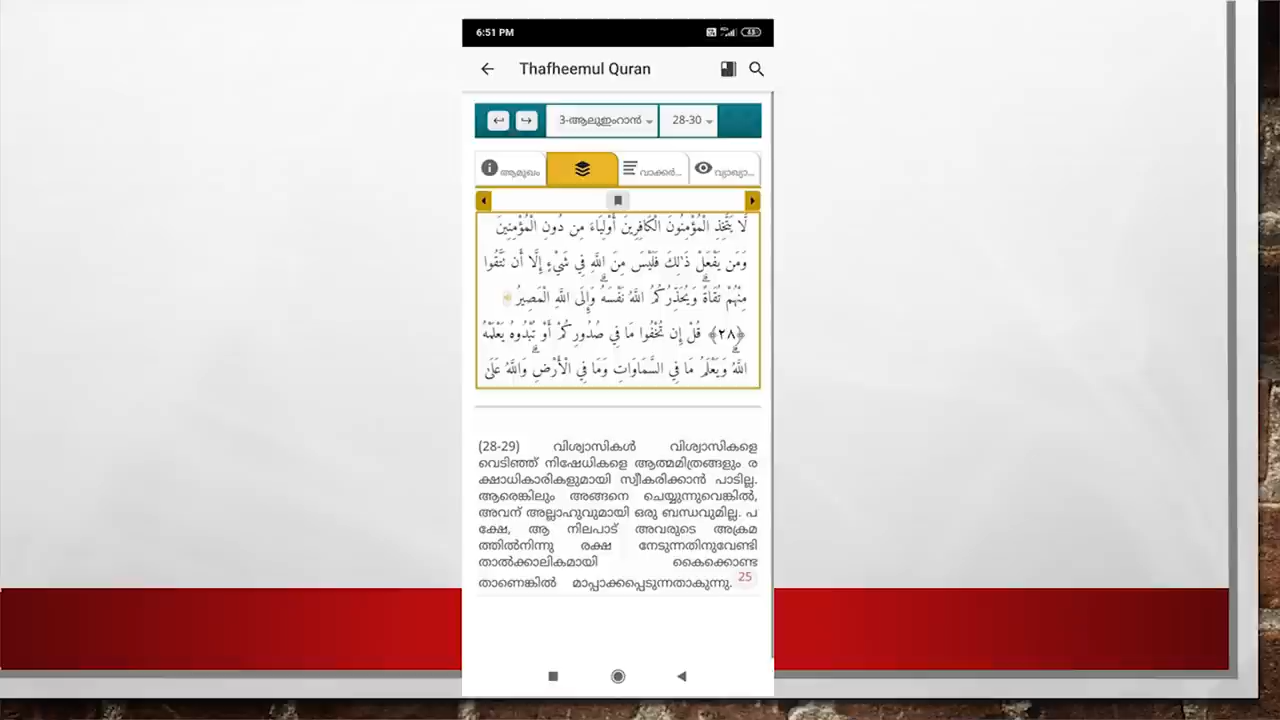 6:51 PM
Thafheemul Quran
3-ആലുഇംറാൻ 28-30
ആമുഖം വാക്കർ... വ്യാഖ്യാ...
لَّا يَتَّخِذِ الْمُؤْمِنُونَ الْكَافِرِينَ أَوْلِيَاءَ مِن دُونِ الْمُؤْمِنِينَ
وَمَن يَفْعَلْ ذَٰلِكَ فَلَيْسَ مِنَ اللَّهِ فِي شَيْءٍ إِلَّا أَن تَتَّقُوا
مِنْهُمْ تُقَاةً ۗ وَيُحَذِّرُكُمُ اللَّهُ نَفْسَهُ ۗ وَإِلَى اللَّهِ الْمَصِيرُ
﴿٢٨﴾ قُلْ إِن تُخْفُوا مَا فِي صُدُورِكُمْ أَوْ تُبْدُوهُ يَعْلَمْهُ
اللَّهُ ۗ وَيَعْلَمُ مَا فِي السَّمَاوَاتِ وَمَا فِي الْأَرْضِ ۗ وَاللَّهُ عَلَىٰ
(28-29) വിശ്വാസികൾ വിശ്വാസികളെ
വെടിഞ്ഞ് നിഷേധികളെ ആത്മമിത്രങ്ങളും ര
ക്ഷാധികാരികളുമായി സ്വീകരിക്കാൻ പാടില്ല.
ആരെങ്കിലും അങ്ങനെ ചെയ്യുന്നുവെങ്കിൽ,
അവന് അല്ലാഹുവുമായി ഒരു ബന്ധവുമില്ല. പ
ക്ഷേ, ആ നിലപാട് അവരുടെ അക്രമ
ത്തിൽനിന്നു രക്ഷ നേടുന്നതിനുവേണ്ടി
താൽക്കാലികമായി കൈക്കൊണ്ട
താണെങ്കിൽ മാപ്പാക്കപ്പെടുന്നതാകുന്നു. 25